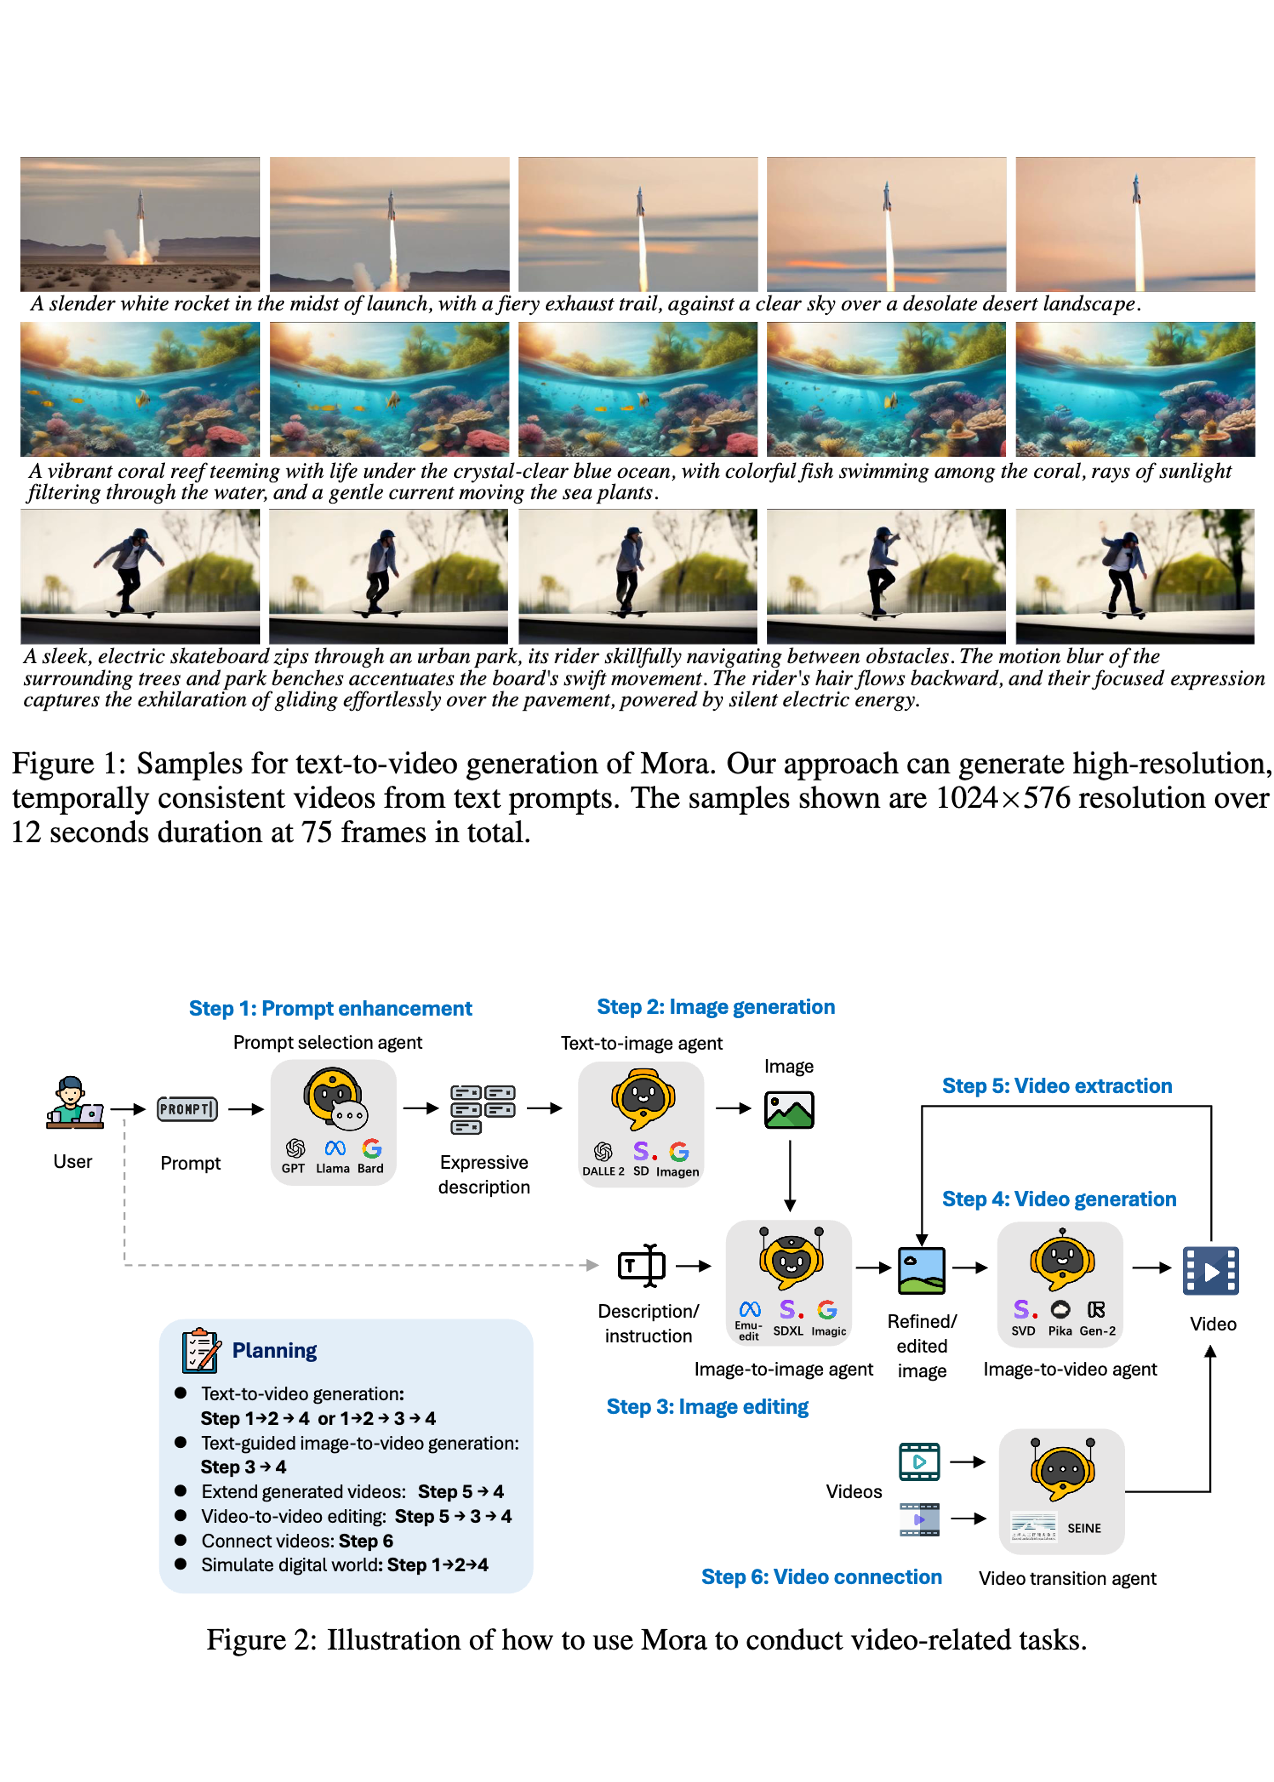 A slender white rocket in the midst of launch, with a fiery exhaust trail, against a clear sky over a desolate desert landscape.
A vibrant coral reef teeming with life under the crystal-clear blue ocean, with colorful fish swimming among the coral, rays of sunlight
filtering through the water, and a gentle current moving the sea plants.
A sleek, electric skateboard zips through an urban park, its rider skillfully navigating between obstacles. The motion blur of the
surrounding trees and park benches accentuates the board's swift movement. The rider's hair flows backward, and their focused expression
captures the exhilaration of gliding effortlessly over the pavement, powered by silent electric energy.
Figure 1: Samples for text-to-video generation of Mora. Our approach can generate high-resolution,
temporally consistent videos from text prompts. The samples shown are 1024×576 resolution over
12 seconds duration at 75 frames in total.
Step 1: Prompt enhancement
Prompt selection agent
User
PROMPT
Prompt
GPT Llama Bard
Expressive
description
Step 2: Image generation
Text-to-image agent
S.
DALLE 2 SD Imagen
Image
Step 5: Video extraction
Step 4: Video generation
T
Description/
instruction
S.
Emu-
edit
SDXL Imagic
Image-to-image agent
Step 3: Image editing
Refined/
edited
image
S.
SVD Pika Gen-2
Image-to-video agent
Video
Videos
SEINE
Step 6: Video connection
Video transition agent
Planning
● Text-to-video generation:
Step 1→2 → 4 or 1→2 → 3 → 4
● Text-guided image-to-video generation:
Step 3 → 4
● Extend generated videos: Step 5 → 4
● Video-to-video editing: Step 5 → 3 → 4
● Connect videos: Step 6
● Simulate digital world: Step 1→2→4
Figure 2: Illustration of how to use Mora to conduct video-related tasks.